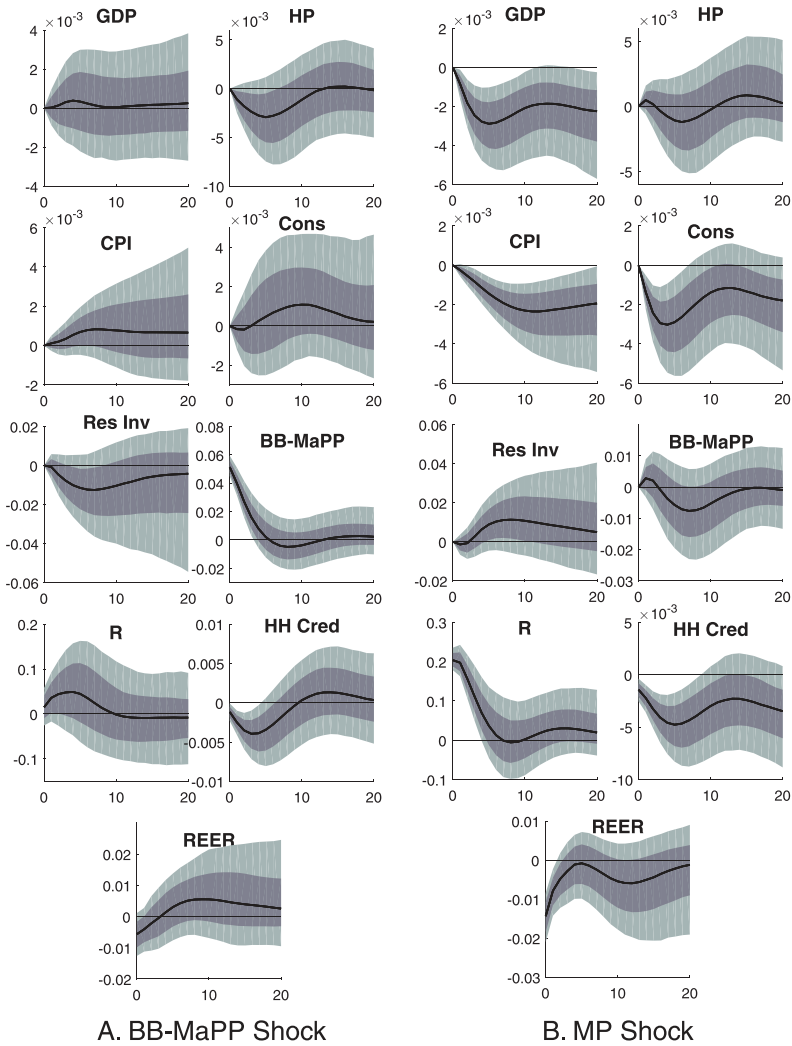 ×10⁻³ GDP
4
2
0
-2
-4
0 10 20
×10⁻³ HP
5
0
-5
-10
0 10 20
×10⁻³ CPI
6
4
2
0
-2
0 10 20
×10⁻³ Cons
4
2
0
-2
0 10 20
Res Inv
0.02
0
-0.02
-0.04
-0.06
0 10 20
BB-MaPP
0.08
0.06
0.04
0.02
0
-0.02
0 10 20
R
0.2
0.1
0
-0.1
0 10 20
HH Cred
0.01
0.005
0
-0.005
-0.01
0 10 20
REER
0.02
0.01
0
-0.01
-0.02
0 10 20
A. BB-MaPP Shock
×10⁻³ GDP
2
0
-2
-4
-6
0 10 20
×10⁻³ HP
5
0
-5
0 10 20
×10⁻³ CPI
2
0
-2
-4
-6
0 10 20
×10⁻³ Cons
2
0
-2
-4
-6
0 10 20
Res Inv
0.06
0.04
0.02
0
-0.02
0 10 20
BB-MaPP
0.01
0
-0.01
-0.02
-0.03
0 10 20
R
0.3
0.2
0.1
0
-0.1
0 10 20
×10⁻³ HH Cred
5
0
-5
-10
0 10 20
REER
0.01
0
-0.01
-0.02
-0.03
0 10 20
B. MP Shock